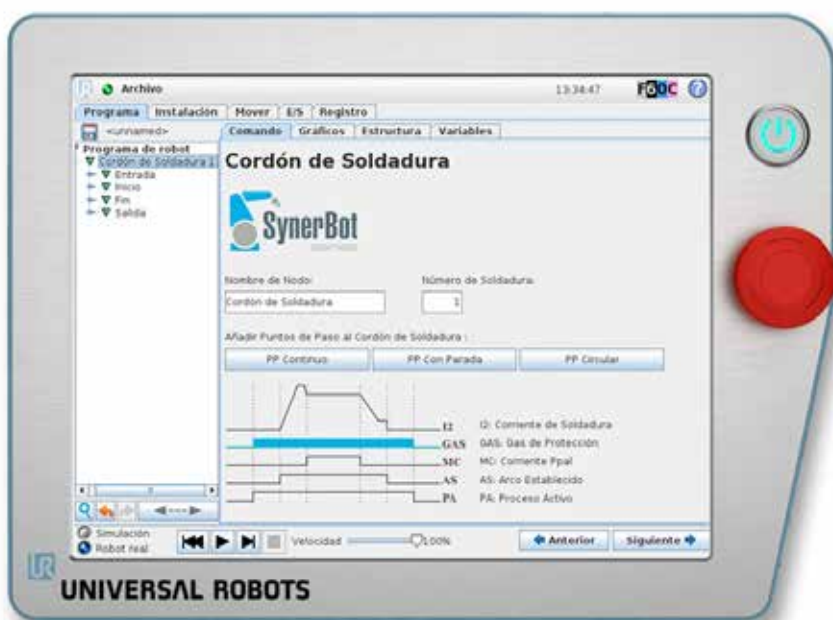 Archivo
13:34:47
F60C
?
Programa Instalación Mover E/S Registro
<unnamed>
Comando Gráficos Estructura Variables
Programa de robot
Cordón de Soldadura 1
Entrada
Inicio
Fin
Salida
Cordón de Soldadura
SynerBot
Nombre de Nodo:
Número de Soldadura:
Cordón de Soldadura
1
Añadir Puntos de Paso al Cordón de Soldadura :
PP Continuo
PP Con Parada
PP Circular
I2 I2: Corriente de Soldadura
GAS GAS: Gas de Protección
MC MC: Corriente Ppal
AS AS: Arco Establecido
PA PA: Proceso Activo
Simulación
Robot real
Velocidad
100%
Anterior
Siguiente
UR
UNIVERSAL ROBOTS